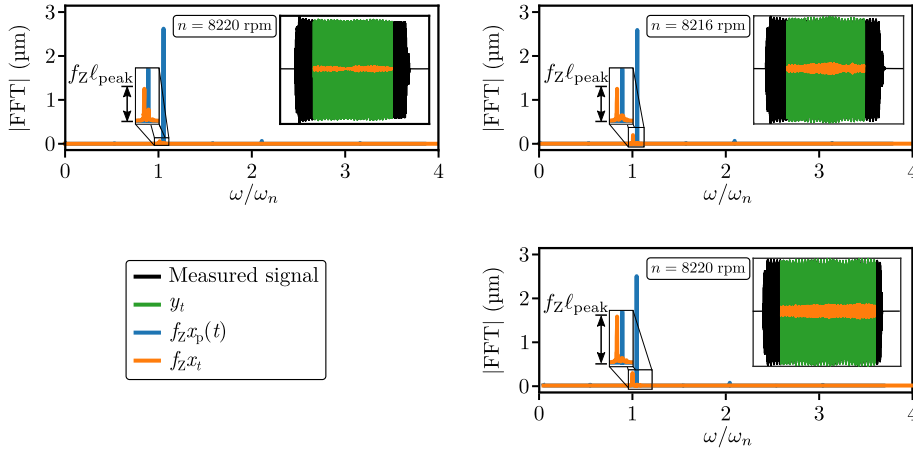 n = 8220 rpm
|FFT| (µm)
3
2
1
0
f_Z ℓ_peak
0
1
2
3
4
ω/ω_n
n = 8216 rpm
|FFT| (µm)
3
2
1
0
f_Z ℓ_peak
0
1
2
3
4
ω/ω_n
Measured signal
y_t
f_Z x_p(t)
f_Z x_t
n = 8220 rpm
|FFT| (µm)
3
2
1
0
f_Z ℓ_peak
0
1
2
3
4
ω/ω_n